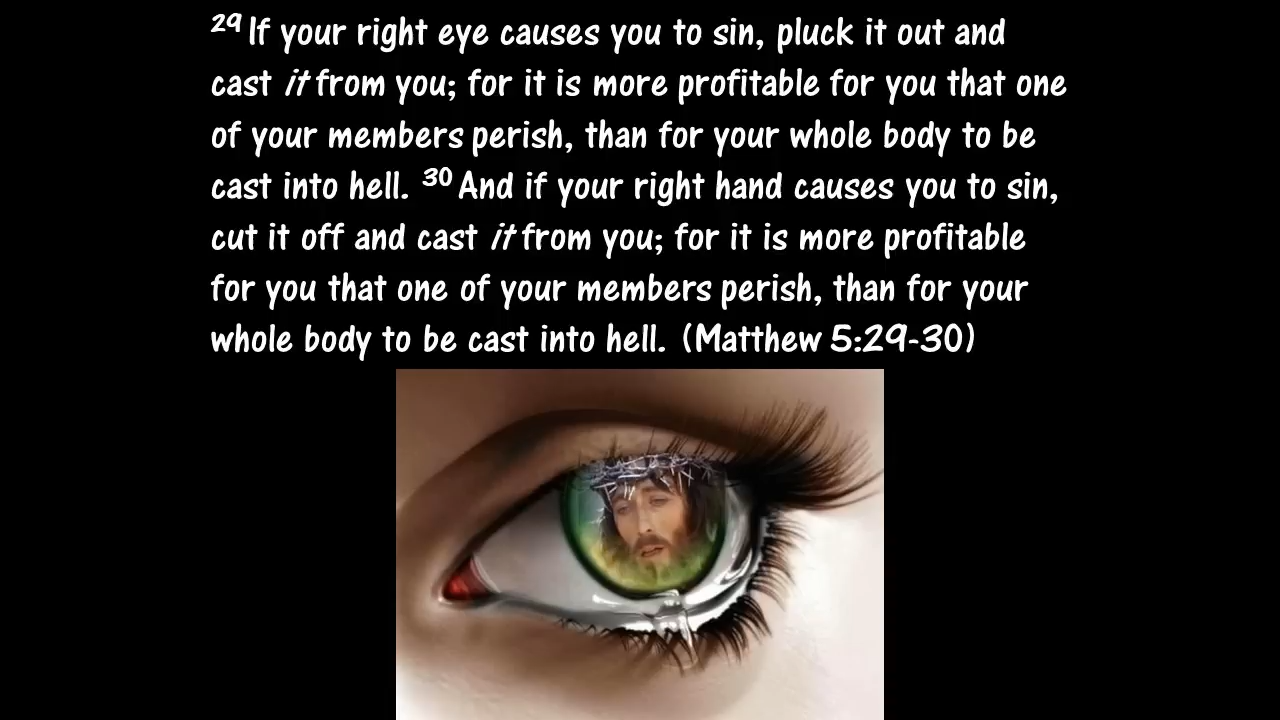 29 If your right eye causes you to sin, pluck it out and
cast it from you; for it is more profitable for you that one
of your members perish, than for your whole body to be
cast into hell. 30 And if your right hand causes you to sin,
cut it off and cast it from you; for it is more profitable
for you that one of your members perish, than for your
whole body to be cast into hell. (Matthew 5:29-30)